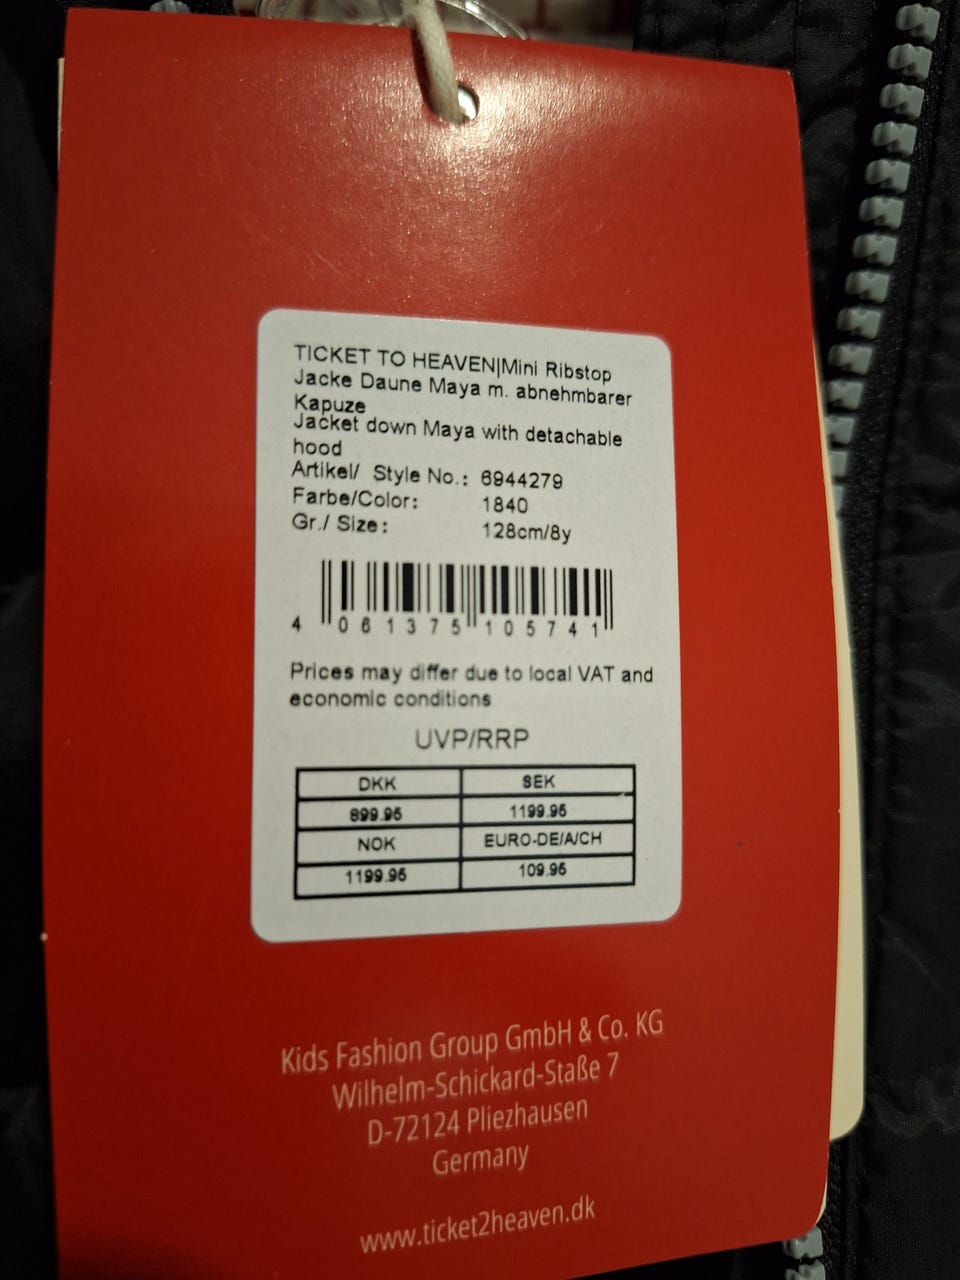 TICKET TO HEAVEN|Mini Ribstop
Jacke Daune Maya m. abnehmbarer
Kapuze
Jacket down Maya with detachable
hood
Artikel/ Style No.: 6944279
Farbe/Color: 1840
Gr./ Size: 128cm/8y
4 061375 105741
Prices may differ due to local VAT and
economic conditions
UVP/RRP
DKK SEK
899.95 1199.95
NOK EURO-DE/A/CH
1199.95 109.95
Kids Fashion Group GmbH & Co. KG
Wilhelm-Schickard-Staße 7
D-72124 Pliezhausen
Germany
www.ticket2heaven.dk